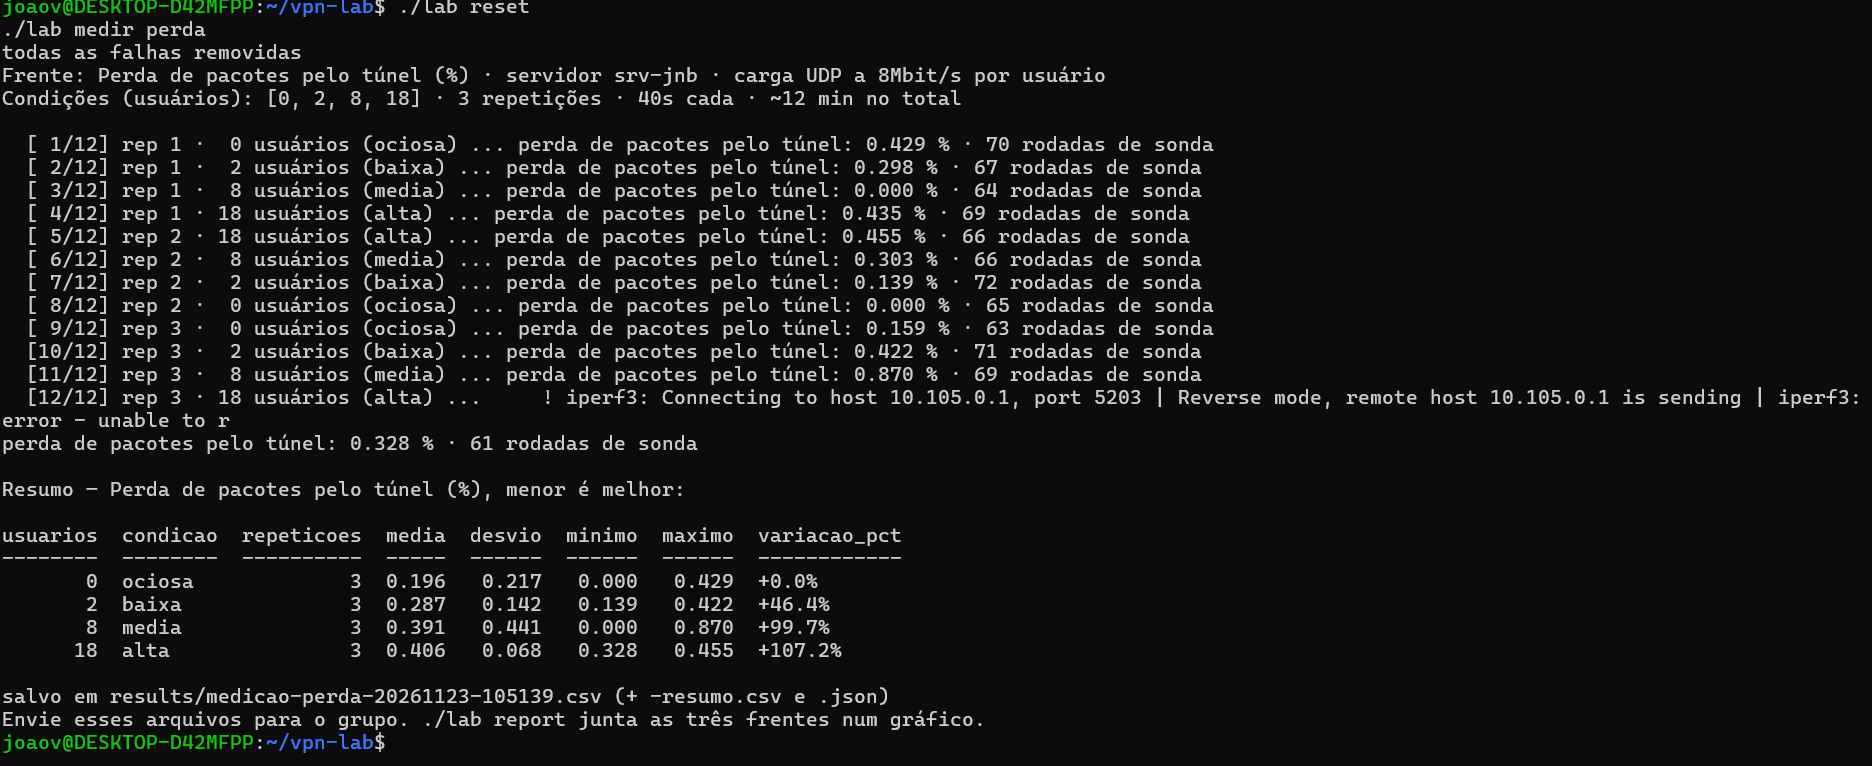 joaov@DESKTOP-D42MFPP:~/vpn-lab$ ./lab reset
./lab medir perda
todas as falhas removidas
Frente: Perda de pacotes pelo túnel (%) · servidor srv-jnb · carga UDP a 8Mbit/s por usuário
Condições (usuários): [0, 2, 8, 18] · 3 repetições · 40s cada · ~12 min no total
[ 1/12] rep 1 ·  0 usuários (ociosa) ... perda de pacotes pelo túnel: 0.429 % · 70 rodadas de sonda
[ 2/12] rep 1 ·  2 usuários (baixa) ... perda de pacotes pelo túnel: 0.298 % · 67 rodadas de sonda
[ 3/12] rep 1 ·  8 usuários (media) ... perda de pacotes pelo túnel: 0.000 % · 64 rodadas de sonda
[ 4/12] rep 1 · 18 usuários (alta) ... perda de pacotes pelo túnel: 0.435 % · 69 rodadas de sonda
[ 5/12] rep 2 · 18 usuários (alta) ... perda de pacotes pelo túnel: 0.455 % · 66 rodadas de sonda
[ 6/12] rep 2 ·  8 usuários (media) ... perda de pacotes pelo túnel: 0.303 % · 66 rodadas de sonda
[ 7/12] rep 2 ·  2 usuários (baixa) ... perda de pacotes pelo túnel: 0.139 % · 72 rodadas de sonda
[ 8/12] rep 2 ·  0 usuários (ociosa) ... perda de pacotes pelo túnel: 0.000 % · 65 rodadas de sonda
[ 9/12] rep 3 ·  0 usuários (ociosa) ... perda de pacotes pelo túnel: 0.159 % · 63 rodadas de sonda
[10/12] rep 3 ·  2 usuários (baixa) ... perda de pacotes pelo túnel: 0.422 % · 71 rodadas de sonda
[11/12] rep 3 ·  8 usuários (media) ... perda de pacotes pelo túnel: 0.870 % · 69 rodadas de sonda
[12/12] rep 3 · 18 usuários (alta) ...     ! iperf3: Connecting to host 10.105.0.1, port 5203 | Reverse mode, remote host 10.105.0.1 is sending | iperf3:
error - unable to r
perda de pacotes pelo túnel: 0.328 % · 61 rodadas de sonda
Resumo — Perda de pacotes pelo túnel (%), menor é melhor:
usuarios  condicao  repeticoes  media  desvio  minimo  maximo  variacao_pct
--------  --------  ----------  -----  ------  ------  ------  ------------
0  ociosa             3  0.196   0.217   0.000   0.429  +0.0%
2  baixa              3  0.287   0.142   0.139   0.422  +46.4%
8  media              3  0.391   0.441   0.000   0.870  +99.7%
18  alta               3  0.406   0.068   0.328   0.455  +107.2%
salvo em results/medicao-perda-20261123-105139.csv (+ -resumo.csv e .json)
Envie esses arquivos para o grupo. ./lab report junta as três frentes num gráfico.
joaov@DESKTOP-D42MFPP:~/vpn-lab$